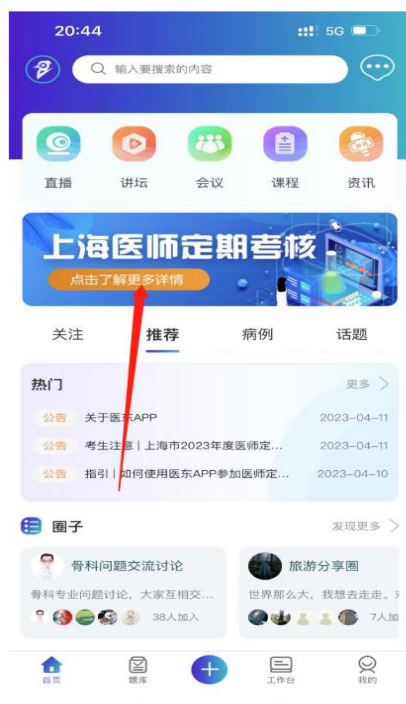 20:44
5G
输入要搜索的内容
直播
讲坛
会议
课程
资讯
上海医师定期考核
点击了解更多详情
关注
推荐
病例
话题
热门
更多
公告 关于医东APP 2023-04-11
公告 考生注意 | 上海市2023年度医师定... 2023-04-11
公告 指引 | 如何使用医东APP参加医师定... 2023-04-10
圈子
发现更多
骨科问题交流讨论
旅游分享圈
骨科专业问题讨论，大家互相交...
世界那么大，我想去走走。
38人加入
7人加
首页
题库
工作台
我的